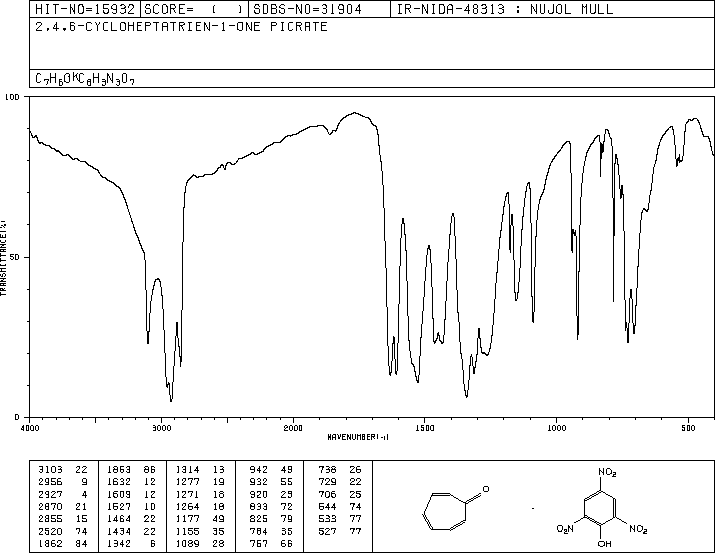 HIT-NO=15932 SCORE= ( ) SDBS-NO=31904 IR-NIDA-48313 : NUJOL MULL
2,4,6-CYCLOHEPTATRIEN-1-ONE PICRATE
C7H6O*C6H3N3O7
100
50
0
TRANSMITTANCE(%)
4000 3000 2000 1500 1000 500
WAVENUMBER(-1)
3103 22 1863 86 1314 13 942 49 738 26
2956 9 1632 12 1277 19 932 55 729 22
2927 4 1609 12 1271 18 920 23 706 25
2870 21 1527 10 1264 18 833 72 644 74
2855 15 1464 22 1177 49 825 79 533 77
2520 74 1434 22 1155 35 784 35 527 77
1862 84 1342 6 1089 28 767 66
O
NO2
O2N NO2
OH